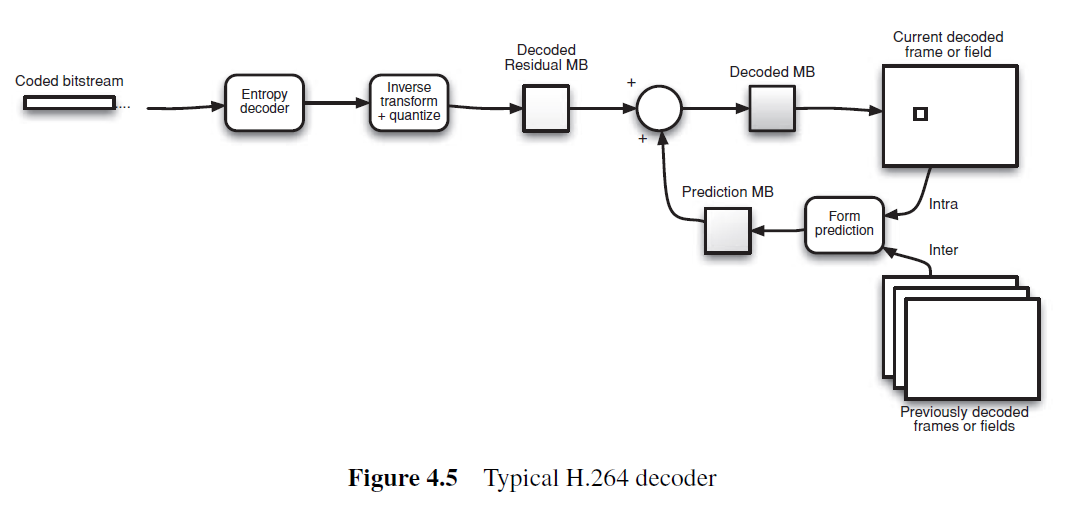 Coded bitstream
....
Entropy
decoder
Inverse
transform
+ quantize
Decoded
Residual MB
+
+
Decoded MB
Current decoded
frame or field
Prediction MB
Form
prediction
Intra
Inter
Previously decoded
frames or fields
Figure 4.5 Typical H.264 decoder